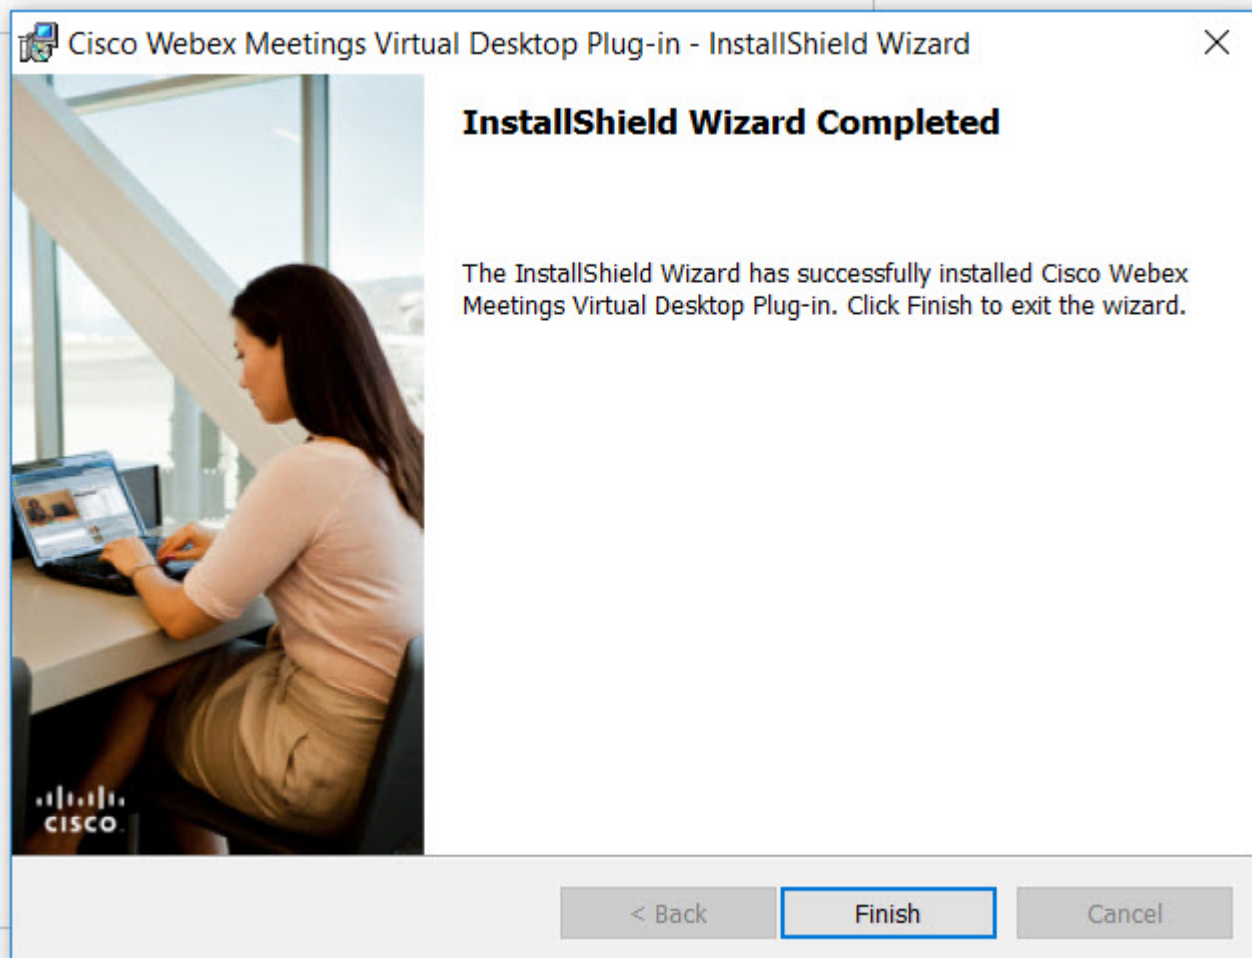 Cisco Webex Meetings Virtual Desktop Plug-in - InstallShield Wizard
InstallShield Wizard Completed
The InstallShield Wizard has successfully installed Cisco Webex
Meetings Virtual Desktop Plug-in. Click Finish to exit the wizard.
CISCO
< Back
Finish
Cancel